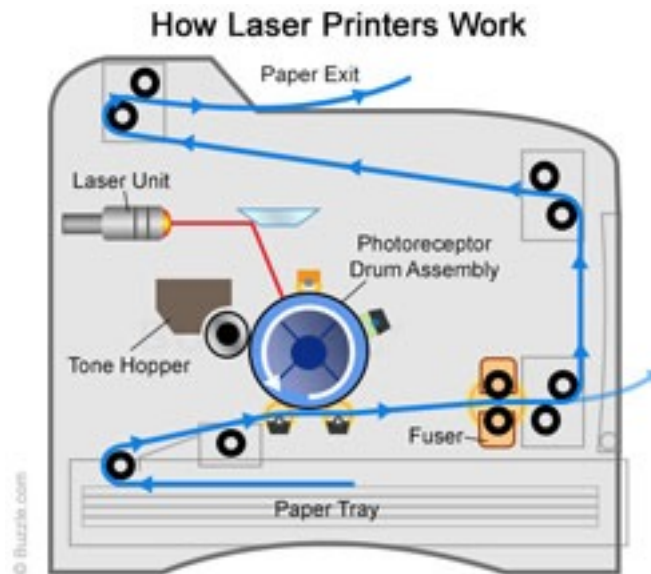 How Laser Printers Work
Paper Exit
Laser Unit
Photoreceptor
Drum Assembly
Tone Hopper
Fuser
Paper Tray
© Buzzle.com